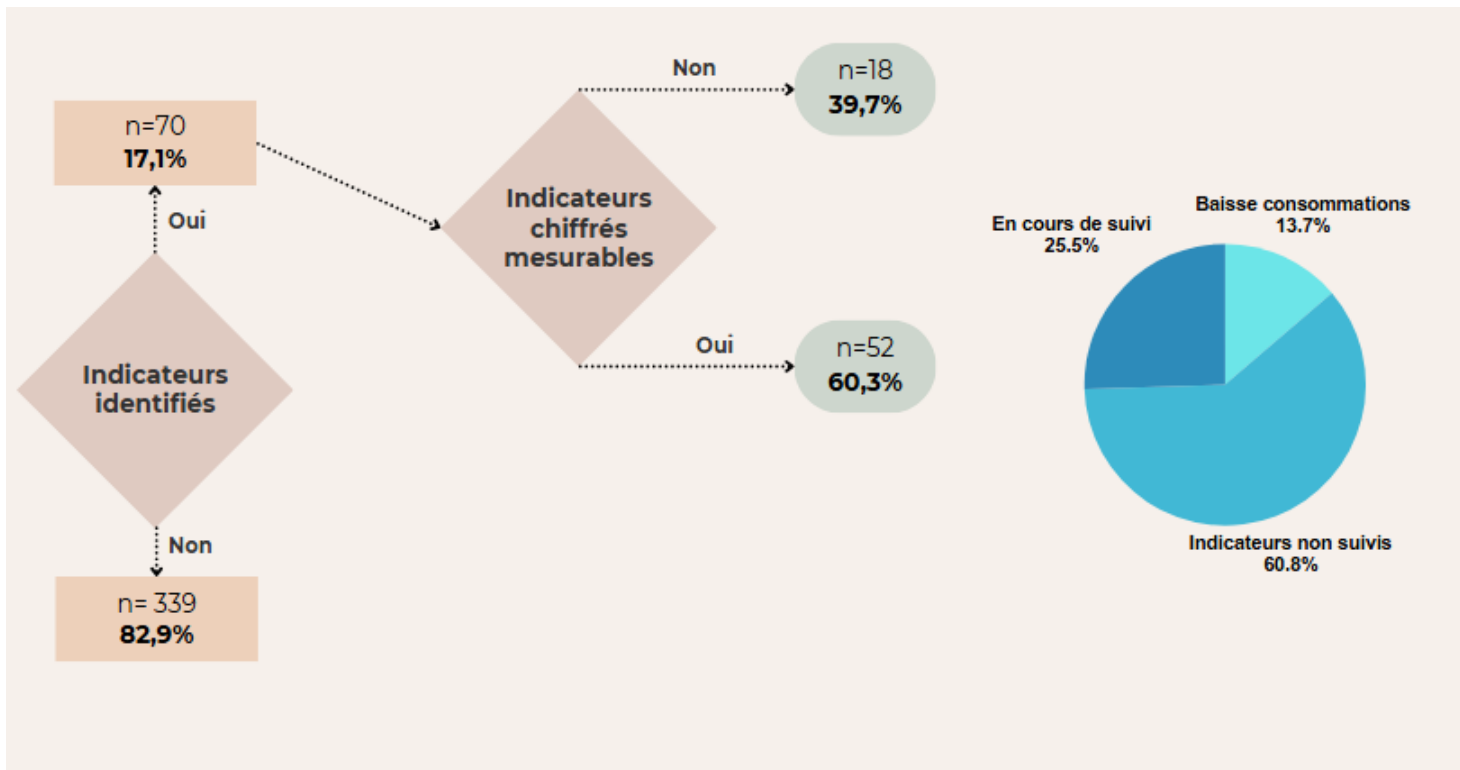 n=70
17,1%
Oui
Indicateurs
identifiés
Non
n= 339
82,9%
Indicateurs
chiffrés
mesurables
Non
n=18
39,7%
Oui
n=52
60,3%
En cours de suivi
25.5%
Baisse consommations
13.7%
Indicateurs non suivis
60.8%